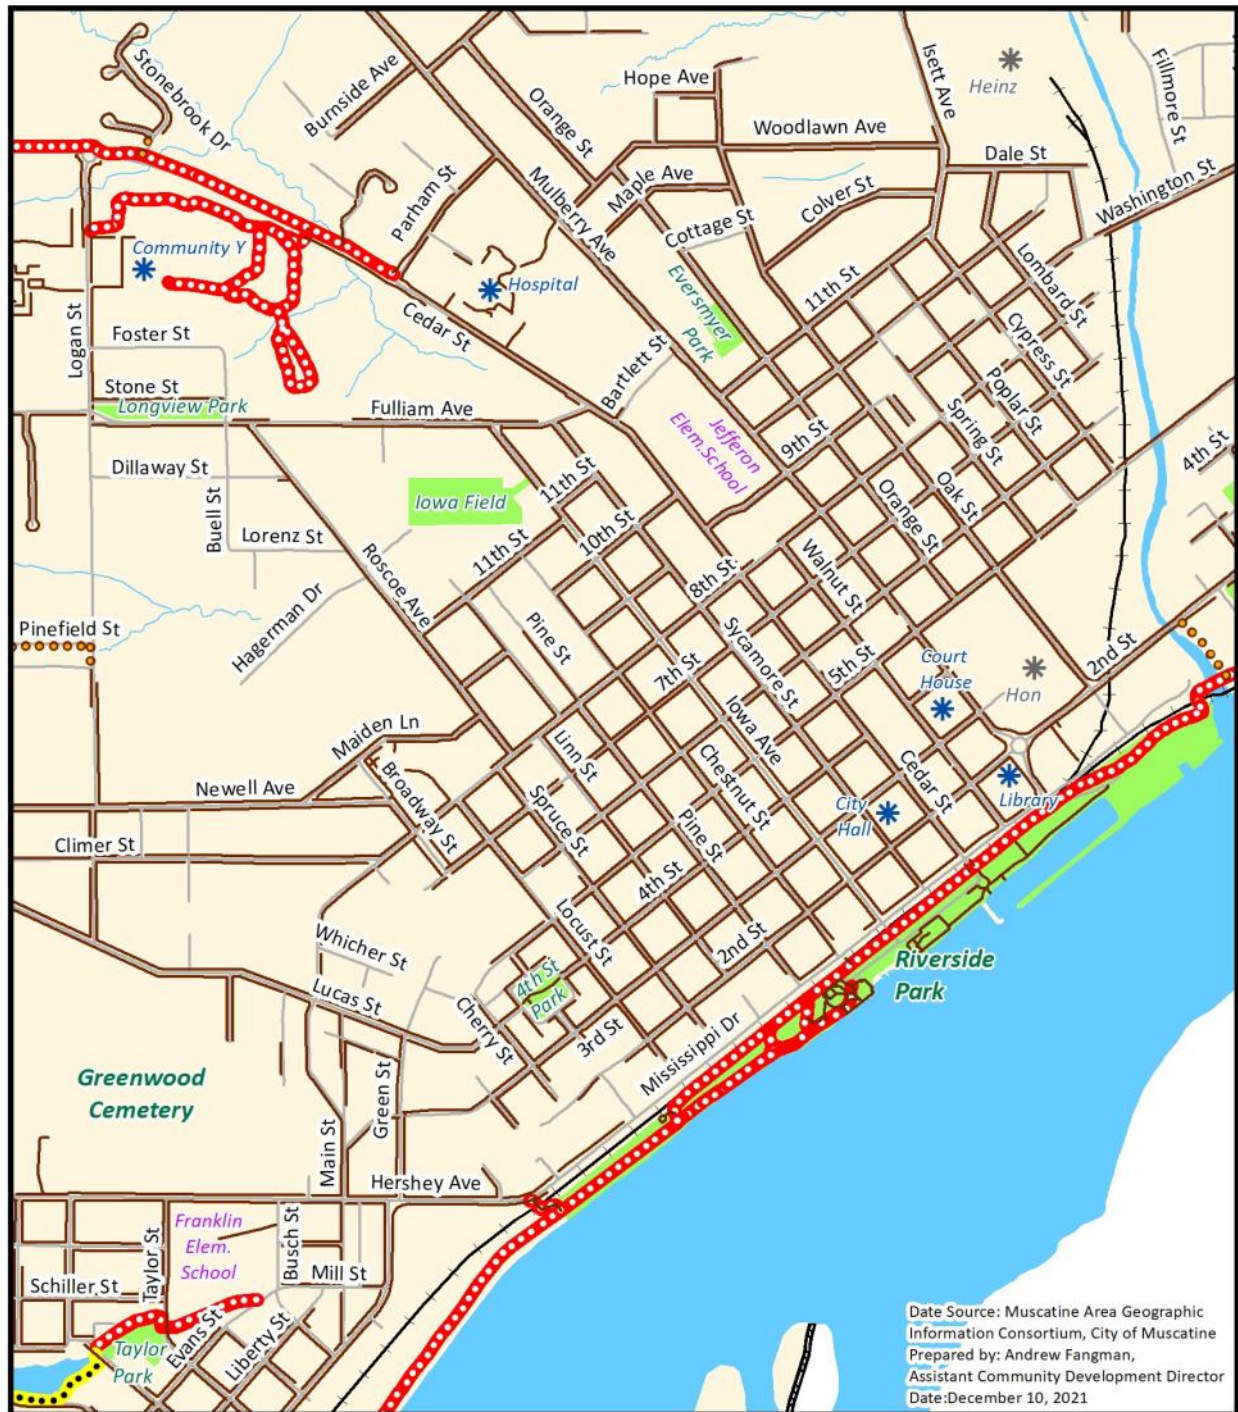 Stonebrook Dr
Burnside Ave
Hope Ave
Orange St
Isett Ave
Heinz
Fillmore St
Woodlawn Ave
Dale St
Maple Ave
Parham St
Mulberry Ave
Colver St
Washington St
Cottage St
Community Y
Hospital
Eversmyer
Park
11th St
Lombard St
Logan St
Foster St
Cedar St
Cypress St
Bartlett St
Stone St
Longview Park
Fulliam Ave
Poplar St
Jefferon
Elem.School
9th St
Spring St
4th St
Dillaway St
11th St
Iowa Field
Buell St
Orange St
Oak St
Lorenz St
10th St
11th St
Roscoe Ave
8th St
Walnut St
Hagerman Dr
Pinefield St
Pine St
Sycamore St
5th St
Court
House
Hon
2nd St
7th St
Iowa Ave
Maiden Ln
Linn St
Chestnut St
Cedar St
Newell Ave
Broadway St
Library
City
Hall
Spruce St
Pine St
Climer St
4th St
Locust St
Whicher St
2nd St
Riverside
Park
4th St
Park
Lucas St
Cherry St
3rd St
Mississippi Dr
Greenwood
Cemetery
Green St
Main St
Hershey Ave
Franklin
Elem.
School
Taylor St
Busch St
Schiller St
Mill St
Evans St
Liberty St
Taylor
Park
Date Source: Muscatine Area Geographic
Information Consortium, City of Muscatine
Prepared by: Andrew Fangman,
Assistant Community Development Director
Date:December 10, 2021